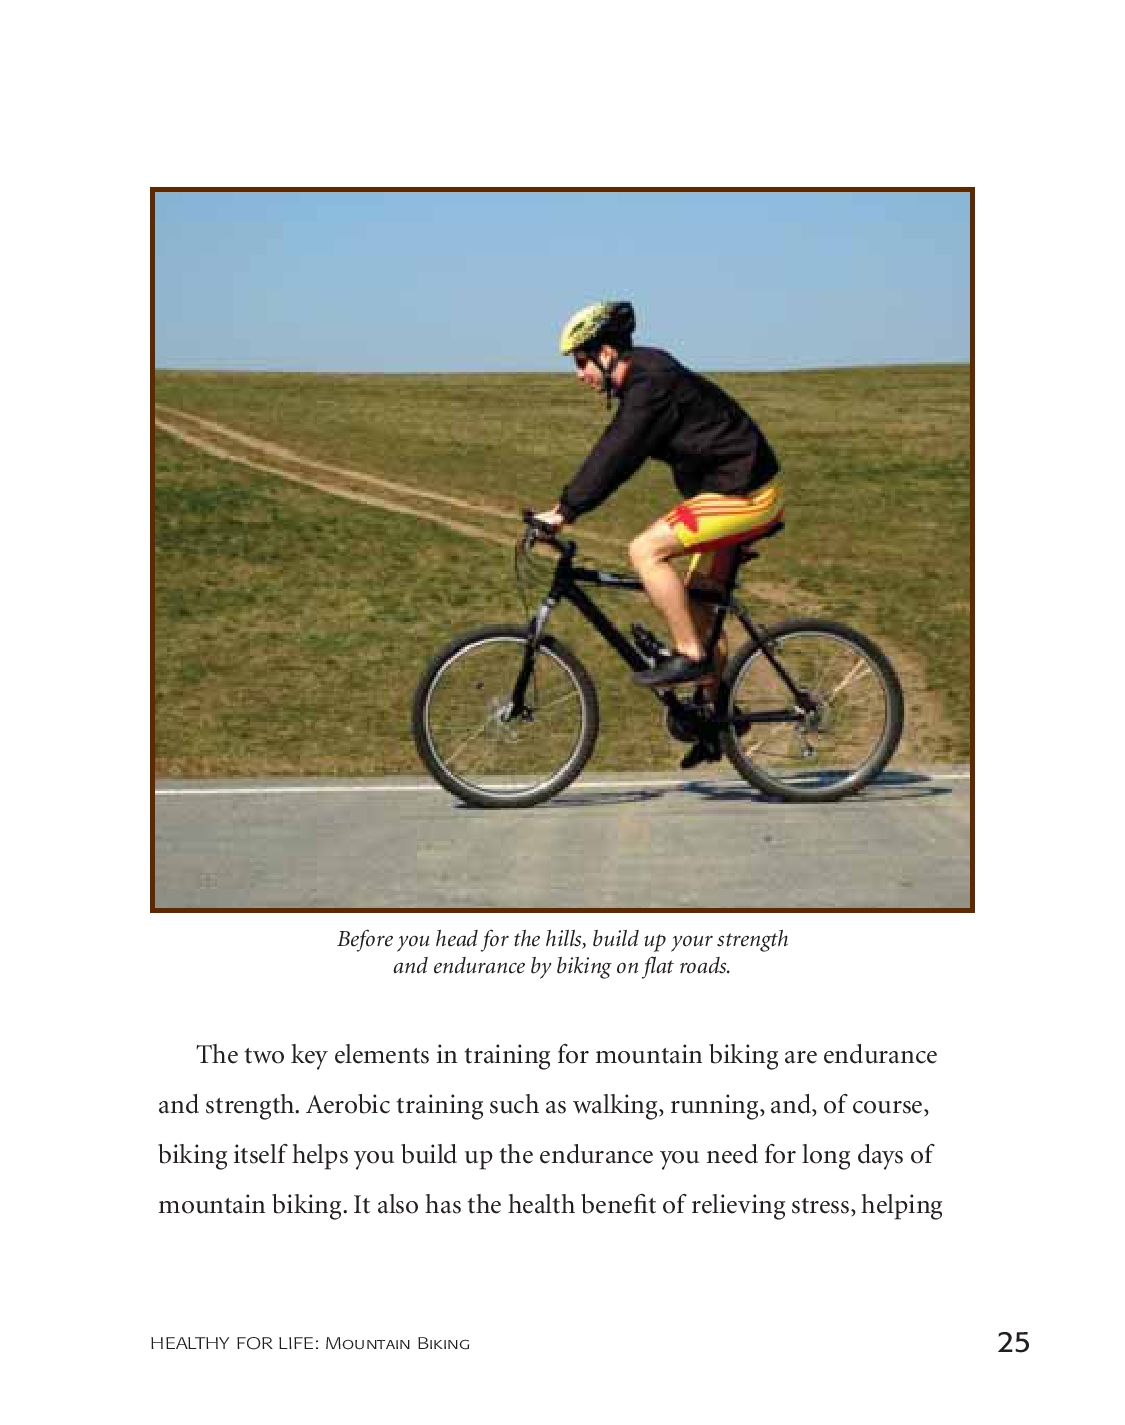 Before you head for the hills, build up your strength
and endurance by biking on flat roads.
The two key elements in training for mountain biking are endurance
and strength. Aerobic training such as walking, running, and, of course,
biking itself helps you build up the endurance you need for long days of
mountain biking. It also has the health benefit of relieving stress, helping
HEALTHY FOR LIFE: Mountain Biking
25